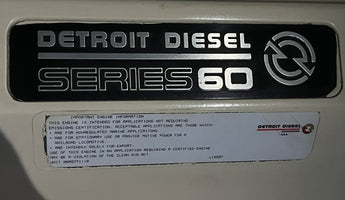 DETROIT DIESEL
SERIES 60
IMPORTANT ENGINE INFORMATION
THIS ENGINE IS INTENDED FOR APPLICATIONS NOT REQUIRING
EMISSIONS CERTIFICATION. ACCEPTABLE APPLICATIONS ARE THOSE WHICH:
• ARE FOR NONREGULATED MARINE APPLICATIONS.
• ARE FOR STATIONARY USE OR PROVIDE MOTIVE POWER FOR A
RAILROAD LOCOMOTIVE.
• ARE INTENDED SOLELY FOR EXPORT.
USE OF THIS ENGINE IN AN APPLICATION REQUIRING A CERTIFIED ENGINE
MAY BE A VIOLATION OF THE CLEAN AIR ACT.
UNIT
DETROIT DIESEL